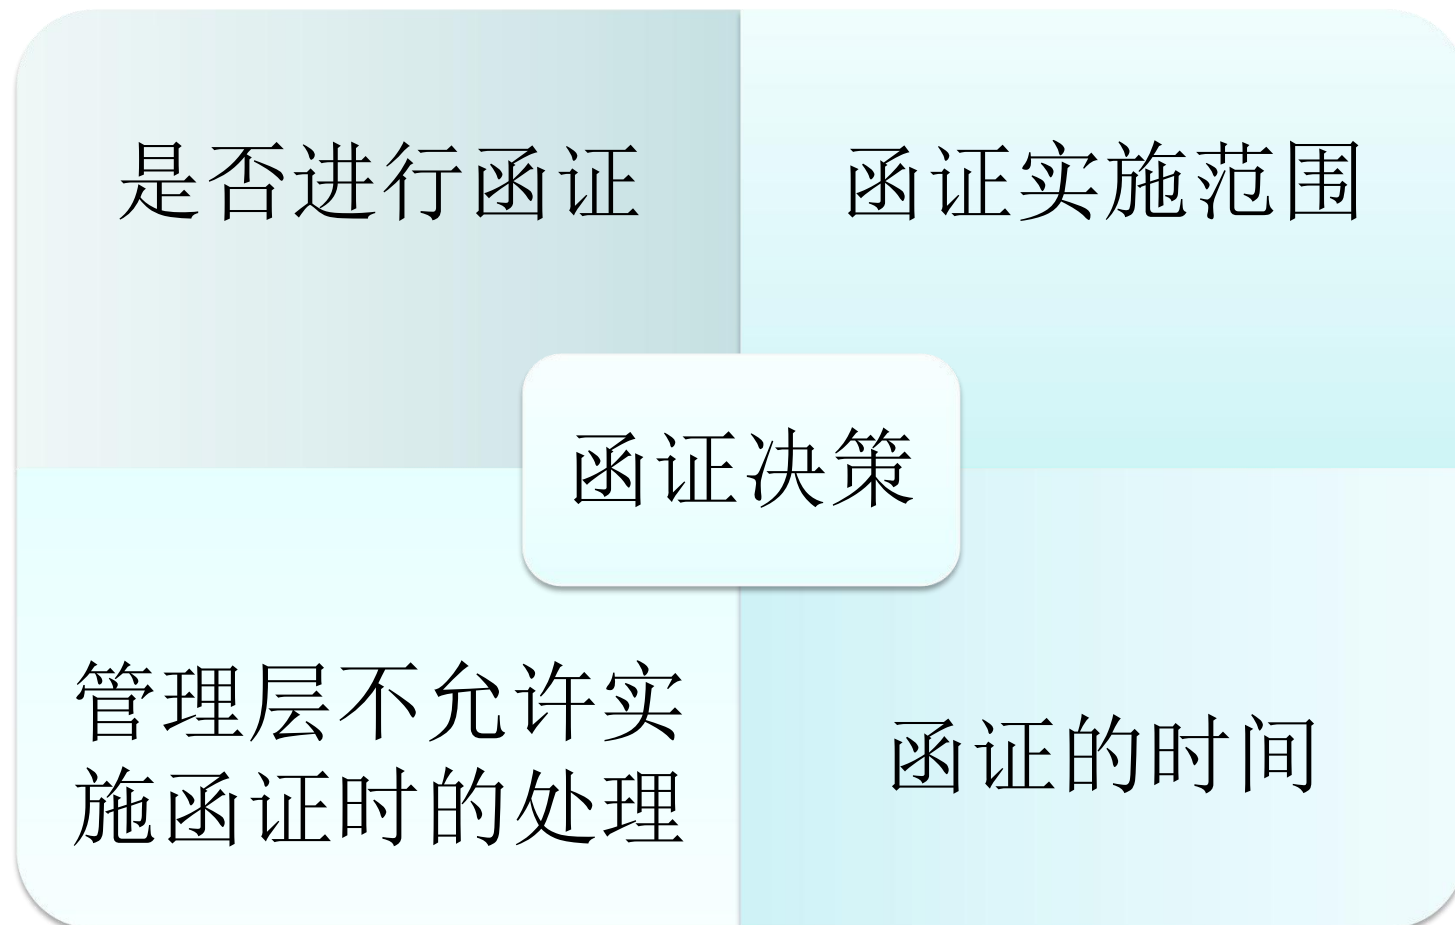 是否进行函证
函证实施范围
函证决策
管理层不允许实
施函证时的处理
函证的时间